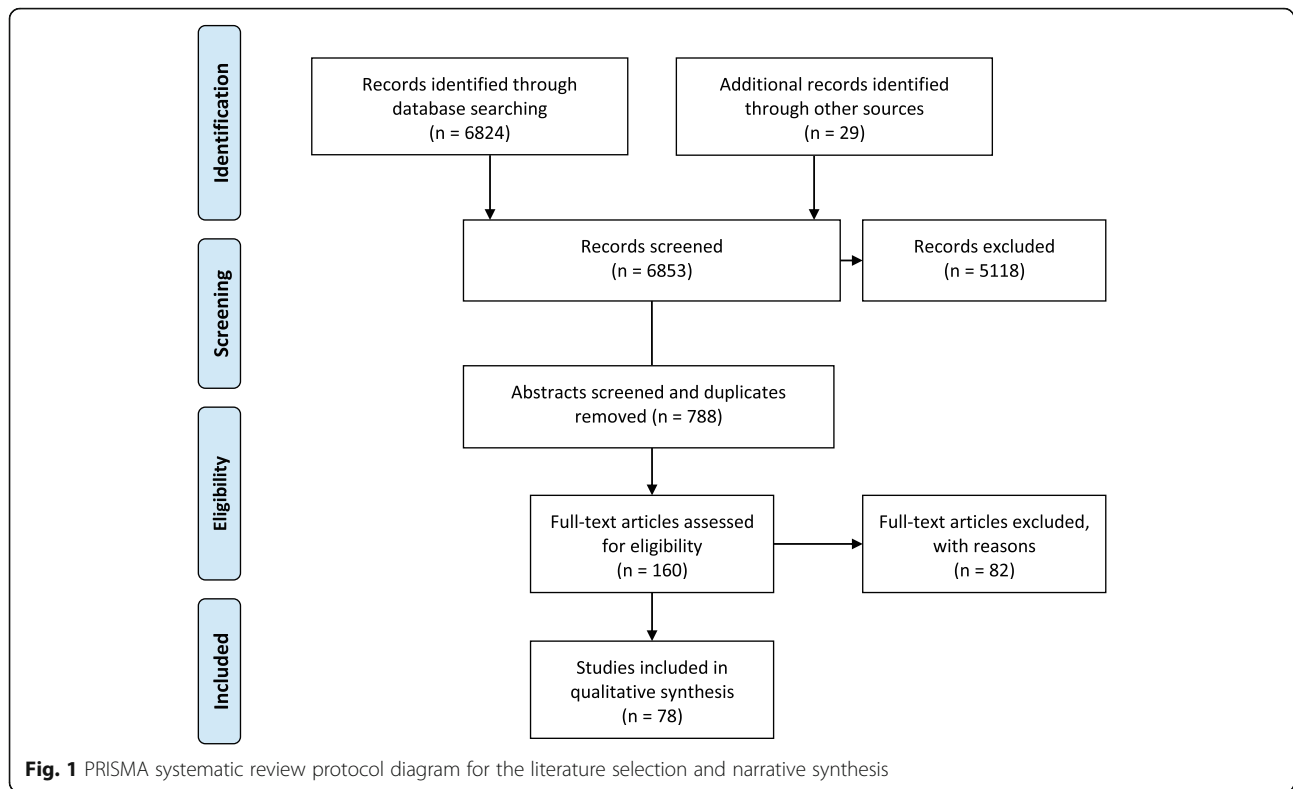 Identification
Records identified through
database searching
(n = 6824)
Additional records identified
through other sources
(n = 29)
Screening
Records screened
(n = 6853)
Records excluded
(n = 5118)
Abstracts screened and duplicates
removed (n = 788)
Eligibility
Full-text articles assessed
for eligibility
(n = 160)
Full-text articles excluded,
with reasons
(n = 82)
Included
Studies included in
qualitative synthesis
(n = 78)
Fig. 1 PRISMA systematic review protocol diagram for the literature selection and narrative synthesis